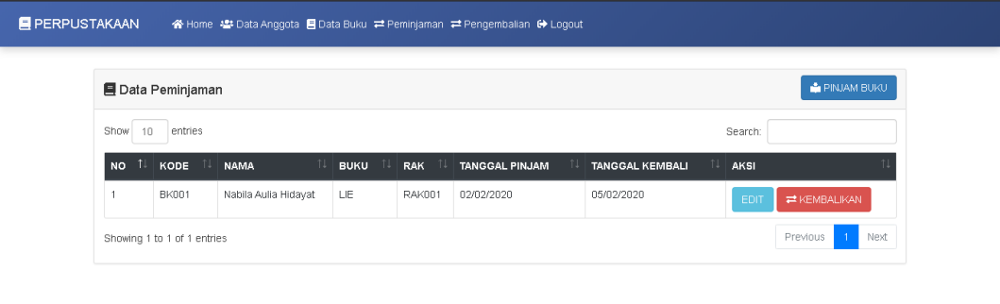 PERPUSTAKAAN Home Data Anggota Data Buku Peminjaman Pengembalian Logout
Data Peminjaman PINJAM BUKU
Show 10 entries Search:
NO KODE NAMA BUKU RAK TANGGAL PINJAM TANGGAL KEMBALI AKSI
1 BK001 Nabila Aulia Hidayat LIE RAK001 02/02/2020 05/02/2020 EDIT KEMBALIKAN
Showing 1 to 1 of 1 entries Previous 1 Next